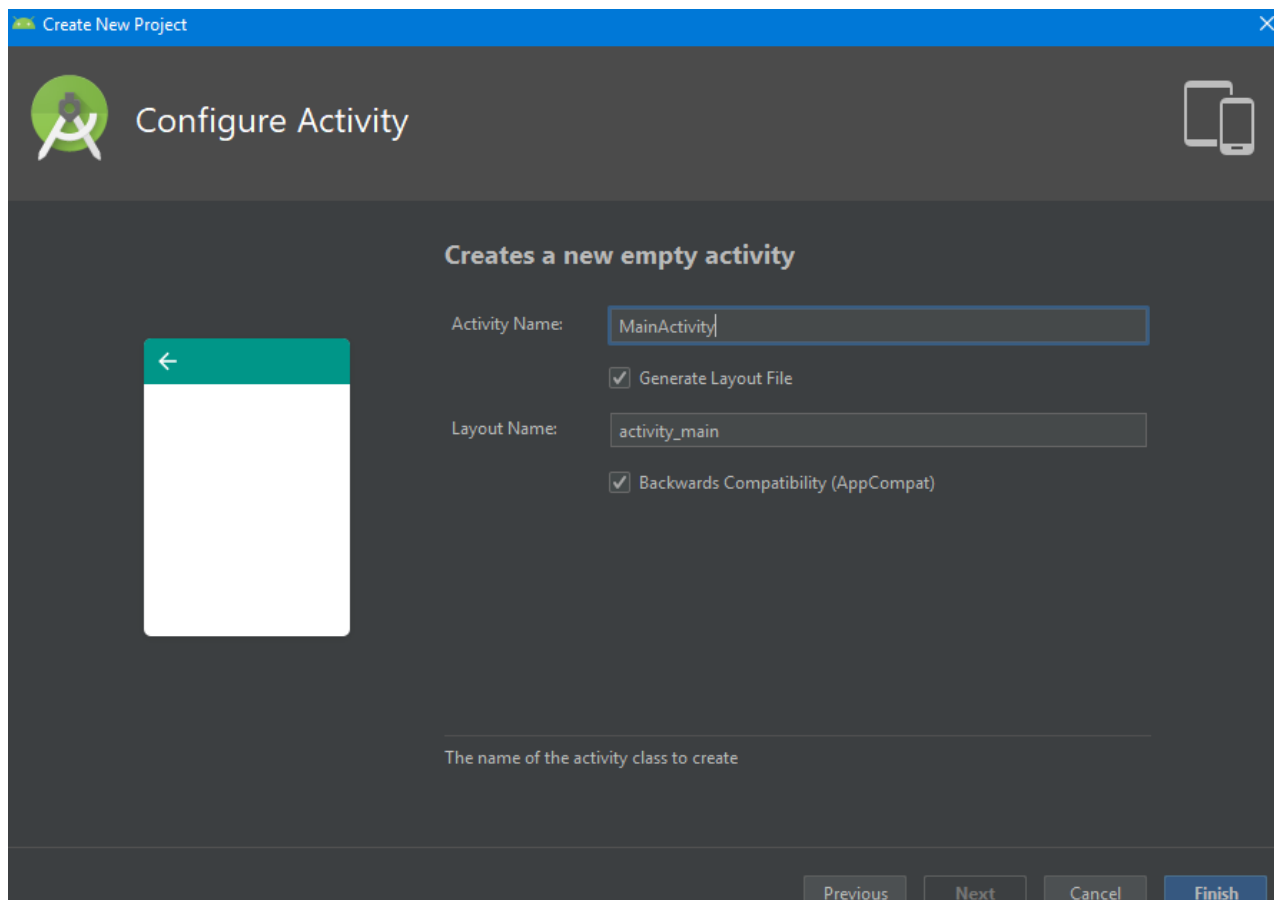 Create New Project
Configure Activity
Creates a new empty activity
Activity Name: MainActivity
Generate Layout File
Layout Name: activity_main
Backwards Compatibility (AppCompat)
The name of the activity class to create
Previous Next Cancel Finish